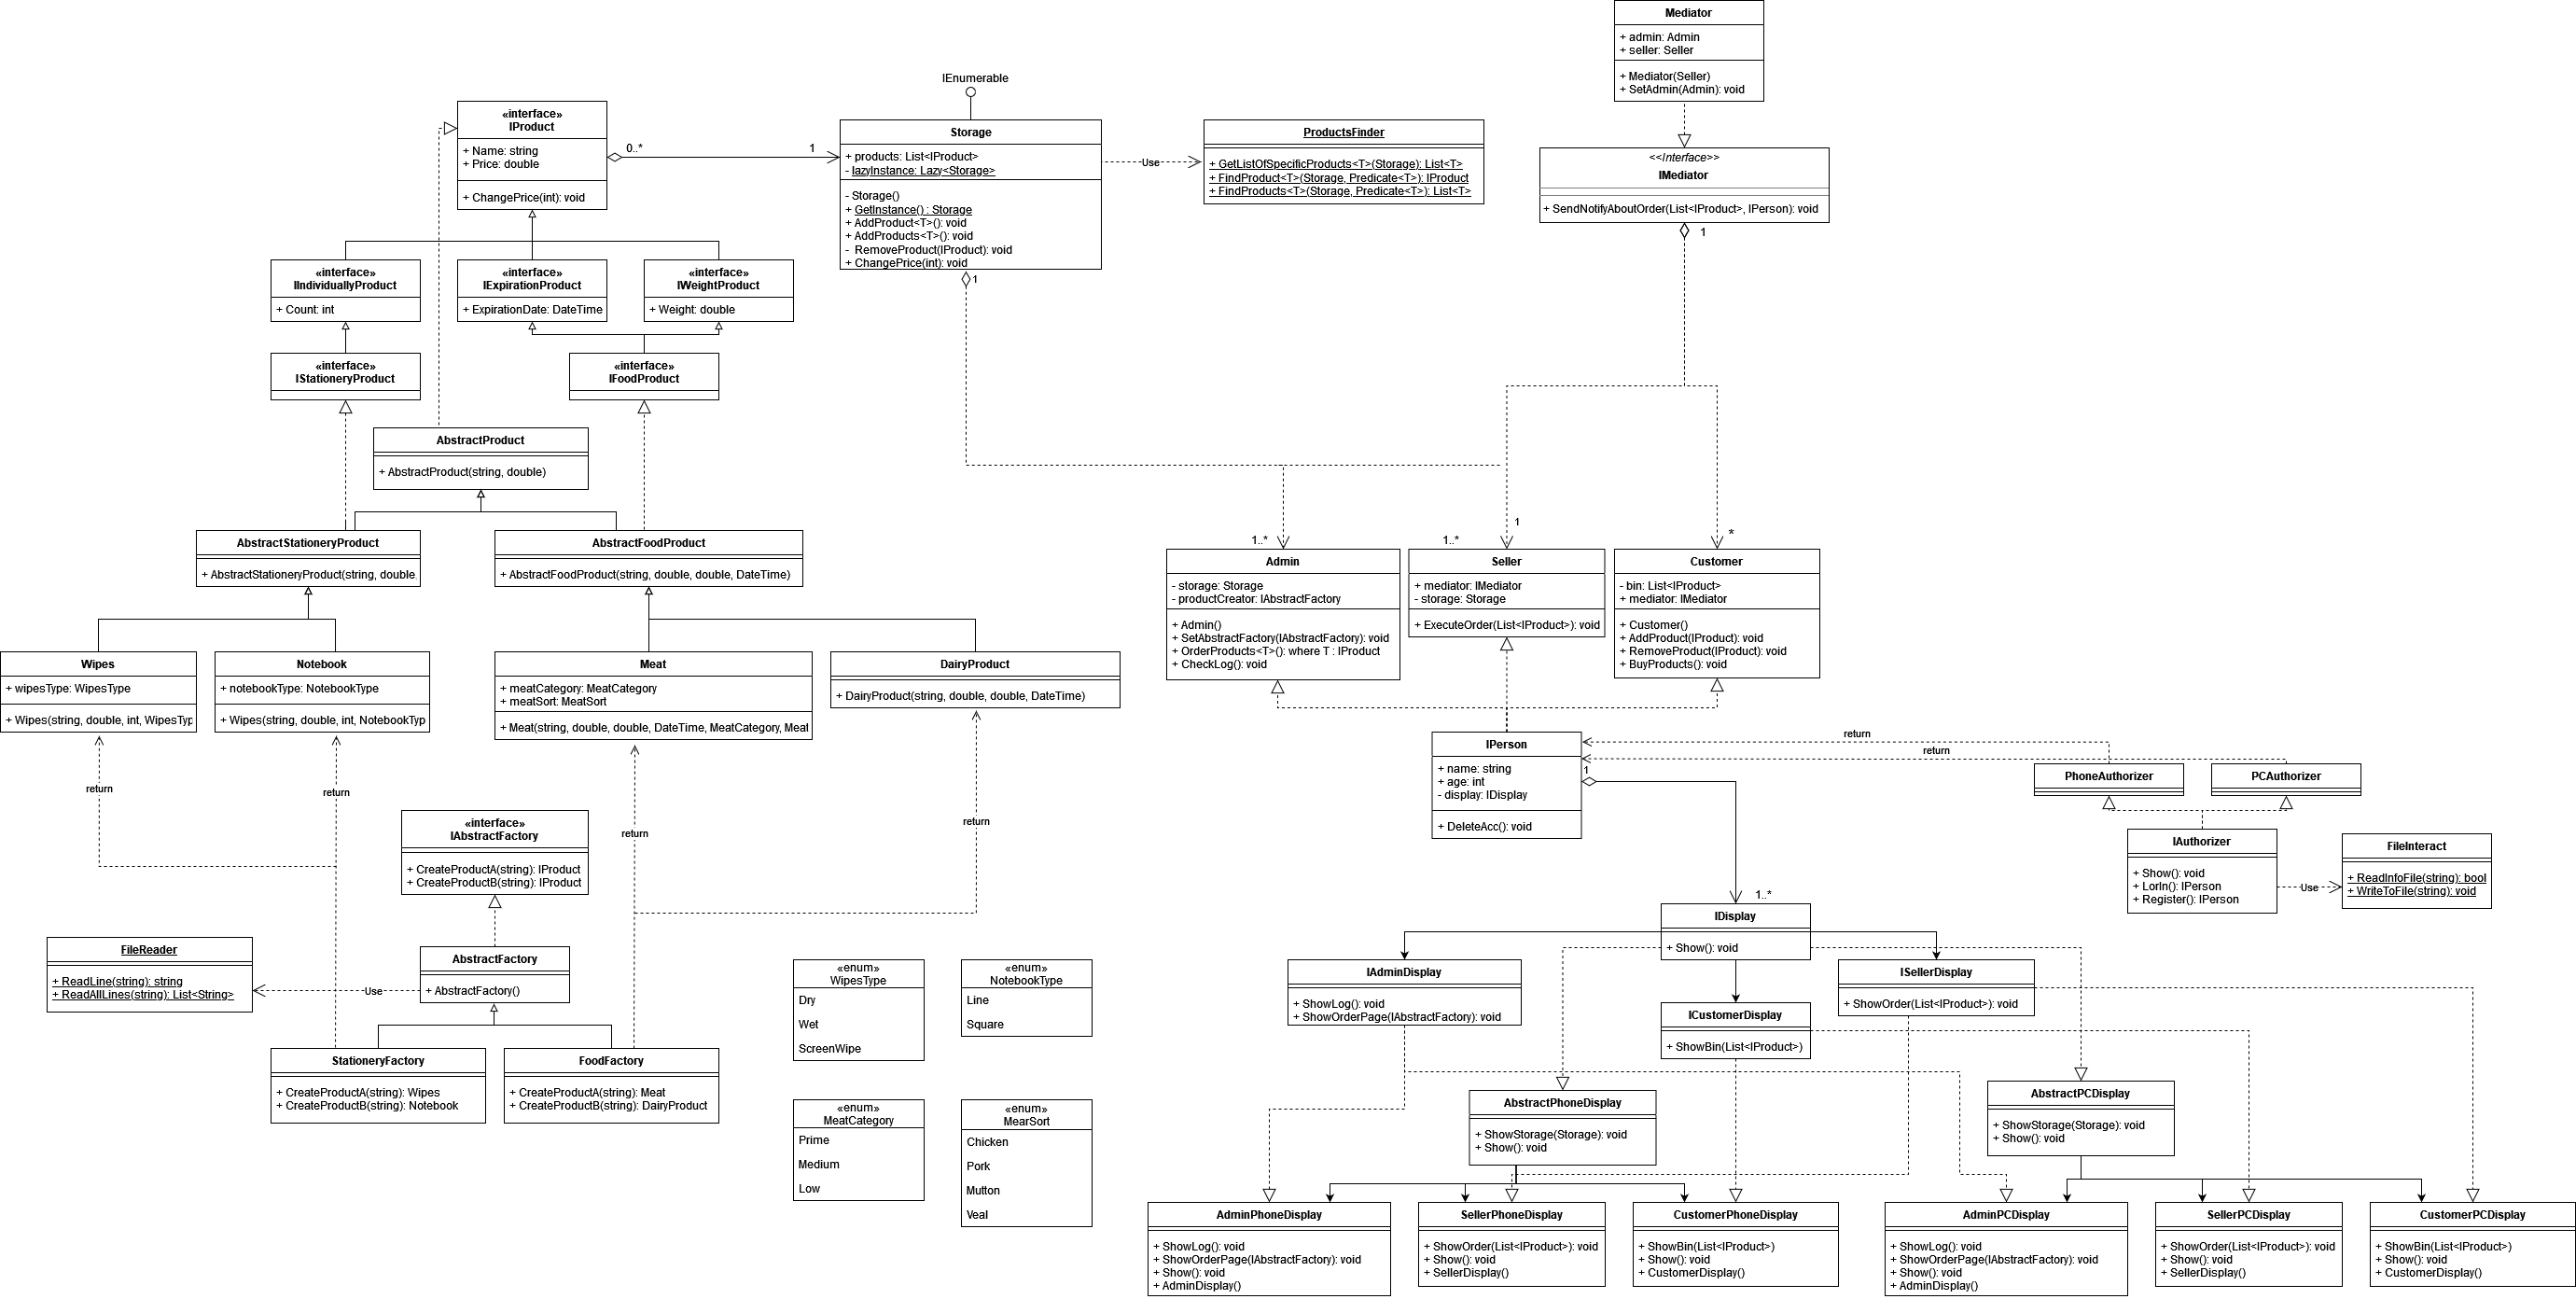 Mediator
+ admin: Admin
+ seller: Seller
+ Mediator(Seller)
+ SetAdmin(Admin): void
<<Interface>>
IMediator
+ SendNotifyAboutOrder(List<IProduct>, IPerson): void
1
IEnumerable
«interface»
IProduct
+ Name: string
+ Price: double
+ ChangePrice(int): void
0..*
1
Storage
+ products: List<IProduct>
- lazyInstance: Lazy<Storage>
- Storage()
+ GetInstance() : Storage
+ AddProduct<T>(): void
+ AddProducts<T>(): void
- RemoveProduct(IProduct): void
+ ChangePrice(int): void
1
Use
ProductsFinder
+ GetListOfSpecificProducts<T>(Storage): List<T>
+ FindProduct<T>(Storage, Predicate<T>): IProduct
+ FindProducts<T>(Storage, Predicate<T>): List<T>
«interface»
IIndividuallyProduct
+ Count: int
«interface»
IExpirationProduct
+ ExpirationDate: DateTime
«interface»
IWeightProduct
+ Weight: double
«interface»
IStationeryProduct
«interface»
IFoodProduct
AbstractProduct
+ AbstractProduct(string, double)
AbstractStationeryProduct
+ AbstractStationeryProduct(string, double,
AbstractFoodProduct
+ AbstractFoodProduct(string, double, double, DateTime)
Wipes
+ wipesType: WipesType
+ Wipes(string, double, int, WipesTyp
Notebook
+ notebookType: NotebookType
+ Wipes(string, double, int, NotebookTyp
Meat
+ meatCategory: MeatCategory
+ meatSort: MeatSort
+ Meat(string, double, double, DateTime, MeatCategory, Meat
DairyProduct
+ DairyProduct(string, double, double, DateTime)
return
return
return
return
«interface»
IAbstractFactory
+ CreateProductA(string): IProduct
+ CreateProductB(string): IProduct
FileReader
+ ReadLine(string): string
+ ReadAllLines(string): List<String>
Use
AbstractFactory
+ AbstractFactory()
StationeryFactory
+ CreateProductA(string): Wipes
+ CreateProductB(string): Notebook
FoodFactory
+ CreateProductA(string): Meat
+ CreateProductB(string): DairyProduct
«enum»
WipesType
Dry
Wet
ScreenWipe
«enum»
NotebookType
Line
Square
«enum»
MeatCategory
Prime
Medium
Low
«enum»
MearSort
Chicken
Pork
Mutton
Veal
1..*
1..*
1
*
Admin
- storage: Storage
- productCreator: IAbstractFactory
+ Admin()
+ SetAbstractFactory(IAbstractFactory): void
+ OrderProducts<T>(): where T : IProduct
+ CheckLog(): void
Seller
+ mediator: IMediator
- storage: Storage
+ ExecuteOrder(List<IProduct>): void
Customer
- bin: List<IProduct>
+ mediator: IMediator
+ Customer()
+ AddProduct(IProduct): void
+ RemoveProduct(IProduct): void
+ BuyProducts(): void
IPerson
+ name: string
+ age: int
- display: IDisplay
+ DeleteAcc(): void
1
1..*
return
return
PhoneAuthorizer
PCAuthorizer
IAuthorizer
+ Show(): void
+ LorIn(): IPerson
+ Register(): IPerson
Use
FileInteract
+ ReadInfoFile(string): bool
+ WriteToFile(string): void
IDisplay
+ Show(): void
IAdminDisplay
+ ShowLog(): void
+ ShowOrderPage(IAbstractFactory): void
ICustomerDisplay
+ ShowBin(List<IProduct>)
ISellerDisplay
+ ShowOrder(List<IProduct>): void
AbstractPhoneDisplay
+ ShowStorage(Storage): void
+ Show(): void
AbstractPCDisplay
+ ShowStorage(Storage): void
+ Show(): void
AdminPhoneDisplay
+ ShowLog(): void
+ ShowOrderPage(IAbstractFactory): void
+ Show(): void
+ AdminDisplay()
SellerPhoneDisplay
+ ShowOrder(List<IProduct>): void
+ Show(): void
+ SellerDisplay()
CustomerPhoneDisplay
+ ShowBin(List<IProduct>)
+ Show(): void
+ CustomerDisplay()
AdminPCDisplay
+ ShowLog(): void
+ ShowOrderPage(IAbstractFactory): void
+ Show(): void
+ AdminDisplay()
SellerPCDisplay
+ ShowOrder(List<IProduct>): void
+ Show(): void
+ SellerDisplay()
CustomerPCDisplay
+ ShowBin(List<IProduct>)
+ Show(): void
+ CustomerDisplay()